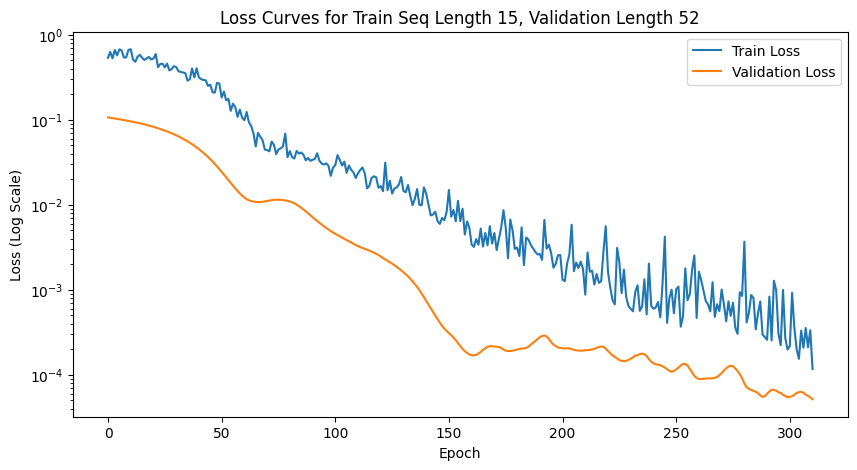 Loss Curves for Train Seq Length 15, Validation Length 52
Train Loss
Validation Loss
Loss (Log Scale)
10⁰
10⁻¹
10⁻²
10⁻³
10⁻⁴
0 50 100 150 200 250 300
Epoch